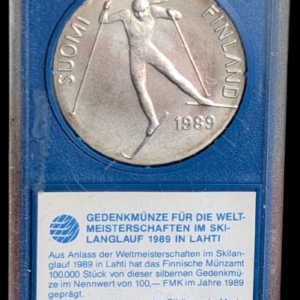 SUOMI FINLAND
1989
GEDENKMÜNZE FÜR DIE WELT-
MEISTERSCHAFTEN IM SKI-
LANGLAUF 1989 IN LAHTI
Aus Anlass der Weltmeisterschaften im Skilan-
glauf 1989 in Lahti hat das Finnische Münzamt
100.000 Stück von dieser silbernen Gedenkmü-
nze im Nennwert von 100,— FMK im Jahre 1989
geprägt.